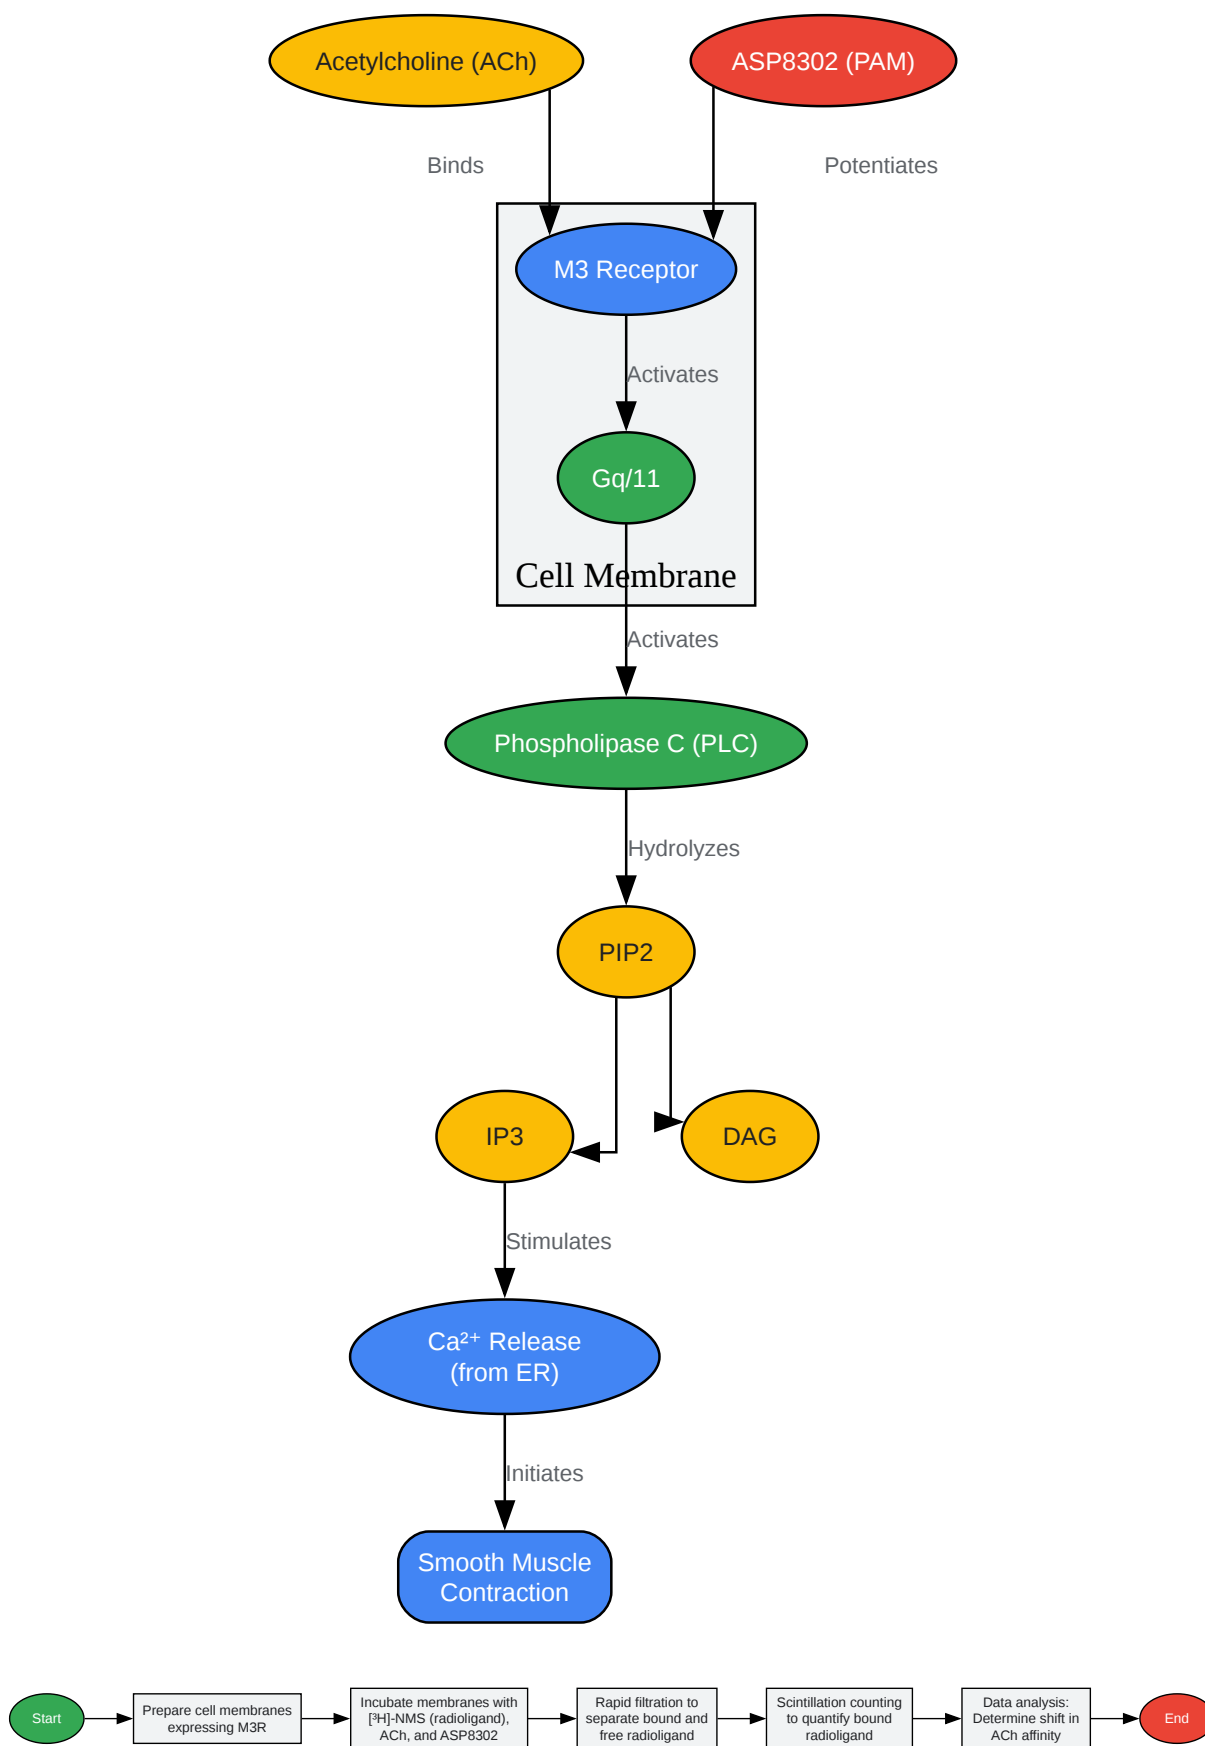 Acetylcholine (ACh)
ASP8302 (PAM)
Binds
Potentiates
M3 Receptor
Activates
Gq/11
Cell Membrane
Activates
Phospholipase C (PLC)
Hydrolyzes
PIP2
IP3
DAG
Stimulates
Ca²⁺ Release
(from ER)
Initiates
Smooth Muscle
Contraction
Start
Prepare cell membranes
expressing M3R
Incubate membranes with
[³H]-NMS (radioligand),
ACh, and ASP8302
Rapid filtration to
separate bound and
free radioligand
Scintillation counting
to quantify bound
radioligand
Data analysis:
Determine shift in
ACh affinity
End